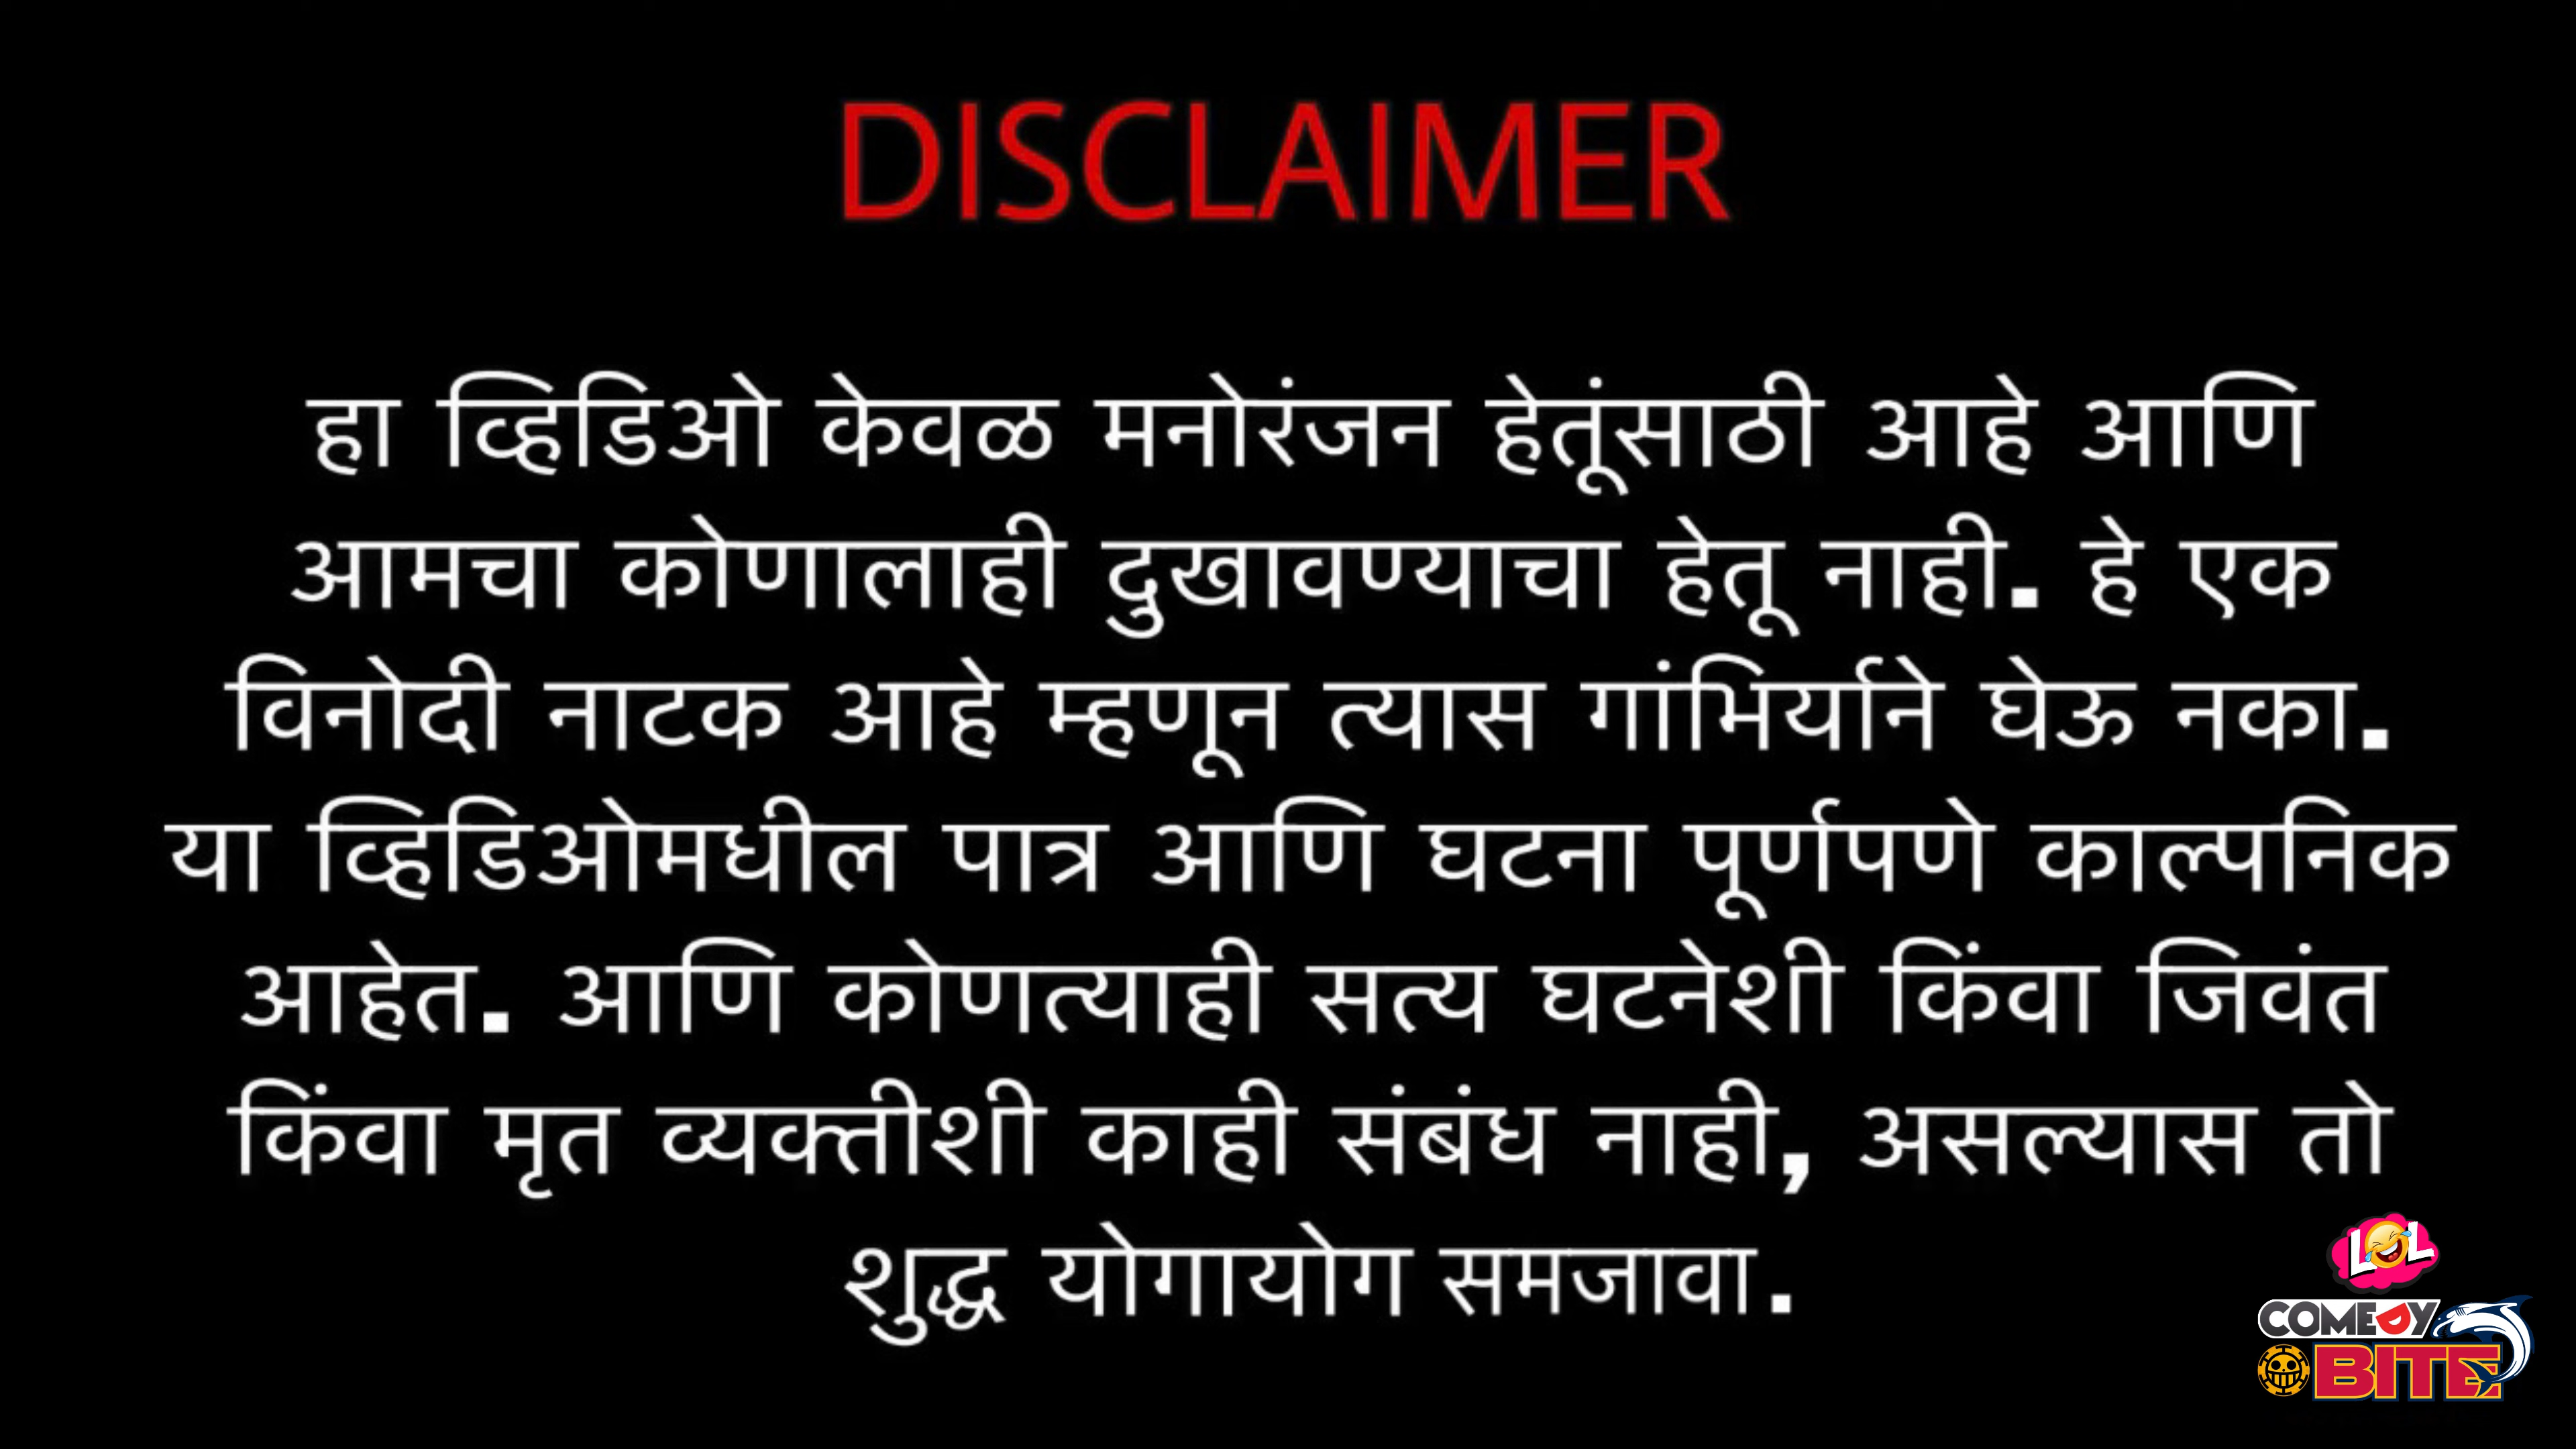 DISCLAIMER
हा व्हिडिओ केवळ मनोरंजन हेतूंसाठी आहे आणि
आमचा कोणालाही दुखावण्याचा हेतू नाही. हे एक
विनोदी नाटक आहे म्हणून त्यास गांभिर्याने घेऊ नका.
या व्हिडिओमधील पात्र आणि घटना पूर्णपणे काल्पनिक
आहेत. आणि कोणत्याही सत्य घटनेशी किंवा जिवंत
किंवा मृत व्यक्तीशी काही संबंध नाही, असल्यास तो
शुद्ध योगायोग समजावा.
LOL
COMEDY
BITE